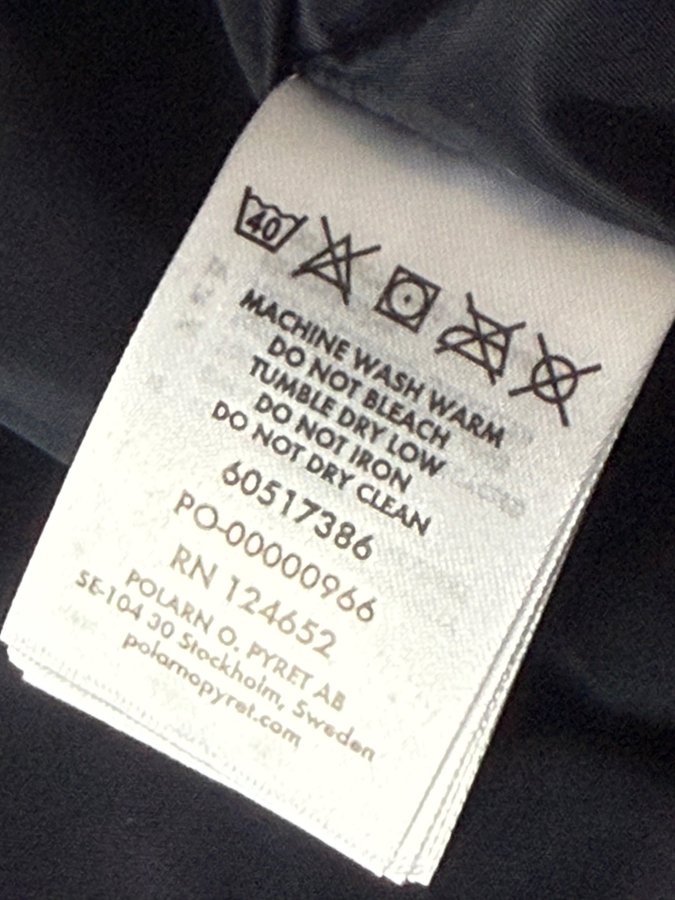 40
MACHINE WASH WARM
DO NOT BLEACH
TUMBLE DRY LOW
DO NOT IRON
DO NOT DRY CLEAN
60517386
PO-00000966
RN 124652
POLARN O. PYRET AB
SE-104 30 Stockholm, Sweden
polarnopyret.com